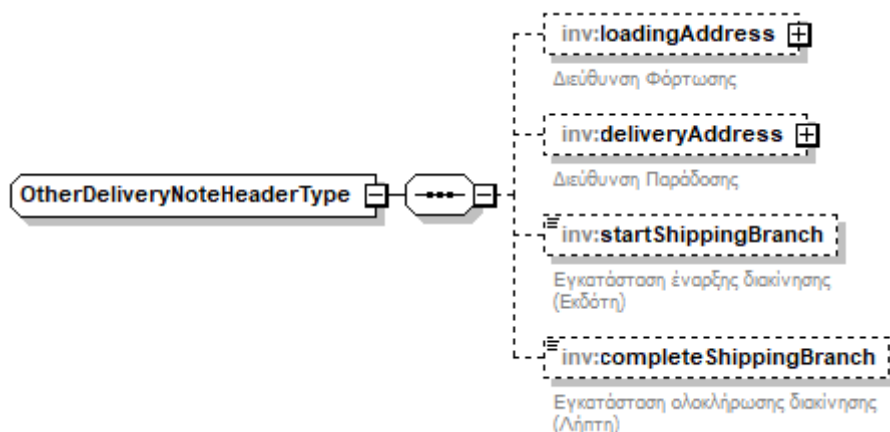 inv:loadingAddress
Διεύθυνση Φόρτωσης
inv:deliveryAddress
Διεύθυνση Παράδοσης
OtherDeliveryNoteHeaderType
inv:startShippingBranch
Εγκατάσταση έναρξης διακίνησης
(Εκδότη)
inv:completeShippingBranch
Εγκατάσταση ολοκλήρωσης διακίνησης
(Λήπτη)